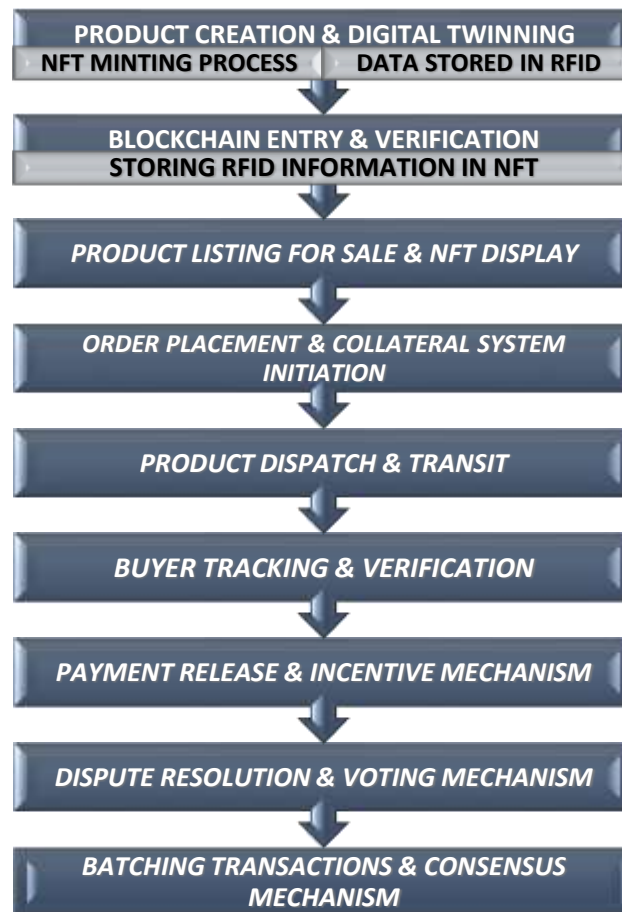 PRODUCT CREATION & DIGITAL TWINNING
NFT MINTING PROCESS DATA STORED IN RFID
BLOCKCHAIN ENTRY & VERIFICATION
STORING RFID INFORMATION IN NFT
PRODUCT LISTING FOR SALE & NFT DISPLAY
ORDER PLACEMENT & COLLATERAL SYSTEM
INITIATION
PRODUCT DISPATCH & TRANSIT
BUYER TRACKING & VERIFICATION
PAYMENT RELEASE & INCENTIVE MECHANISM
DISPUTE RESOLUTION & VOTING MECHANISM
BATCHING TRANSACTIONS & CONSENSUS
MECHANISM